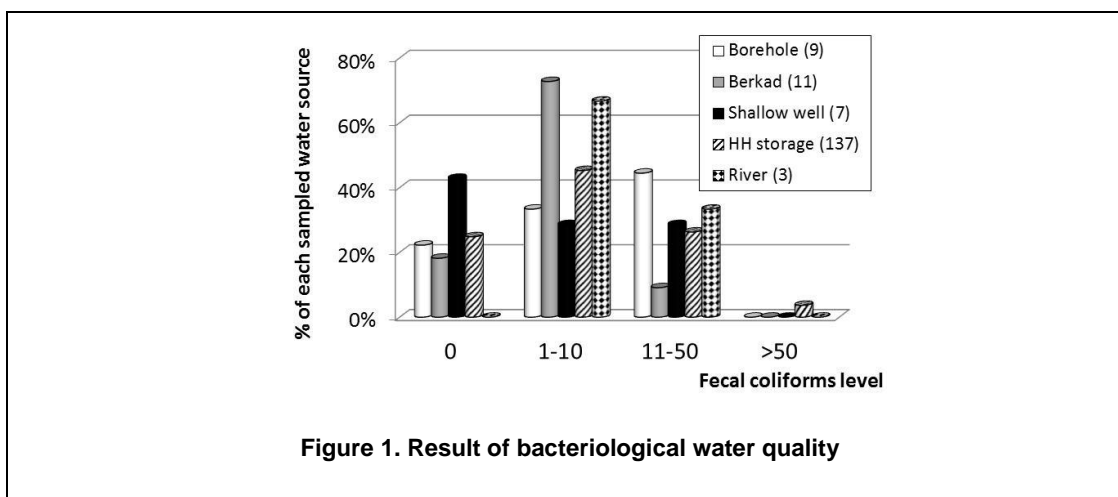 % of each sampled water source
80%
60%
40%
20%
0%
Borehole (9)
Berkad (11)
Shallow well (7)
HH storage (137)
River (3)
0 1-10 11-50 >50
Fecal coliforms level
Figure 1. Result of bacteriological water quality